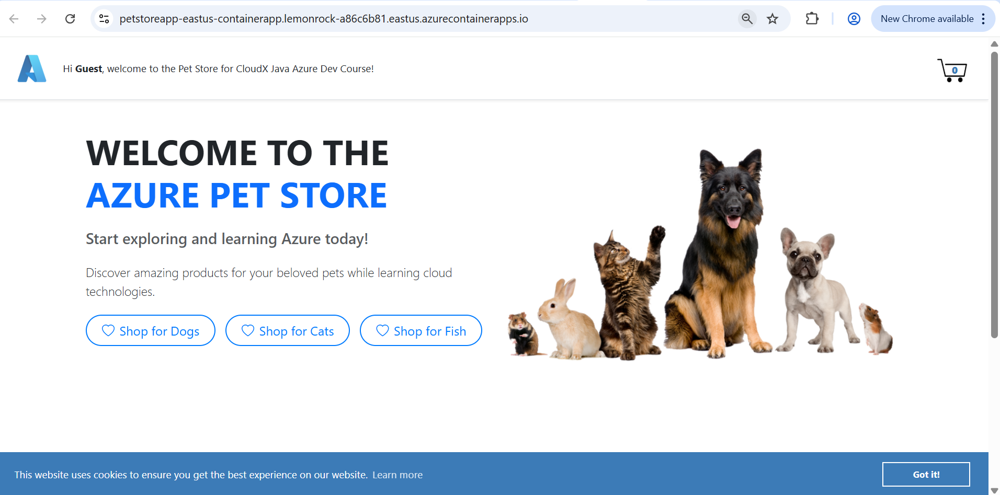 petstoreapp-eastus-containerapp.lemonrock-a86c6b81.eastus.azurecontainerapps.io
New Chrome available
Hi Guest, welcome to the Pet Store for CloudX Java Azure Dev Course!
0
WELCOME TO THE
AZURE PET STORE
Start exploring and learning Azure today!
Discover amazing products for your beloved pets while learning cloud
technologies.
Shop for Dogs
Shop for Cats
Shop for Fish
This website uses cookies to ensure you get the best experience on our website. Learn more
Got it!